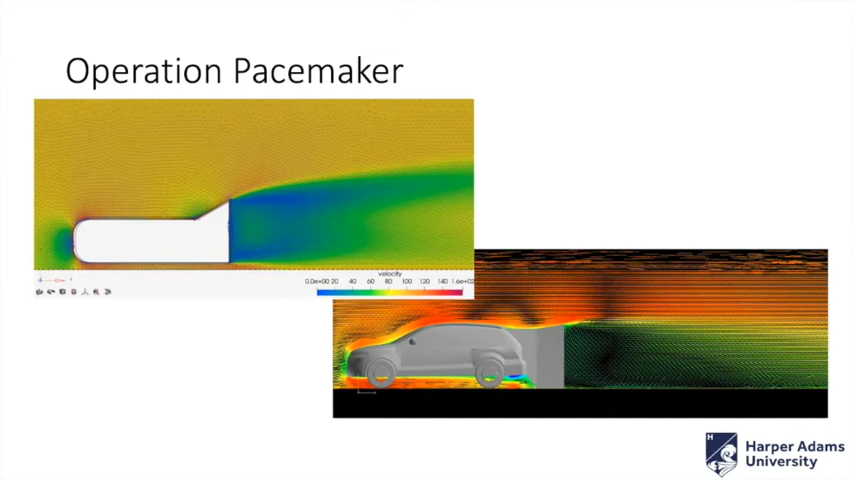 Operation Pacemaker
velocity
0.0e+00 20 40 60 80 100 120 140 1.6e+02
H
Harper Adams
University